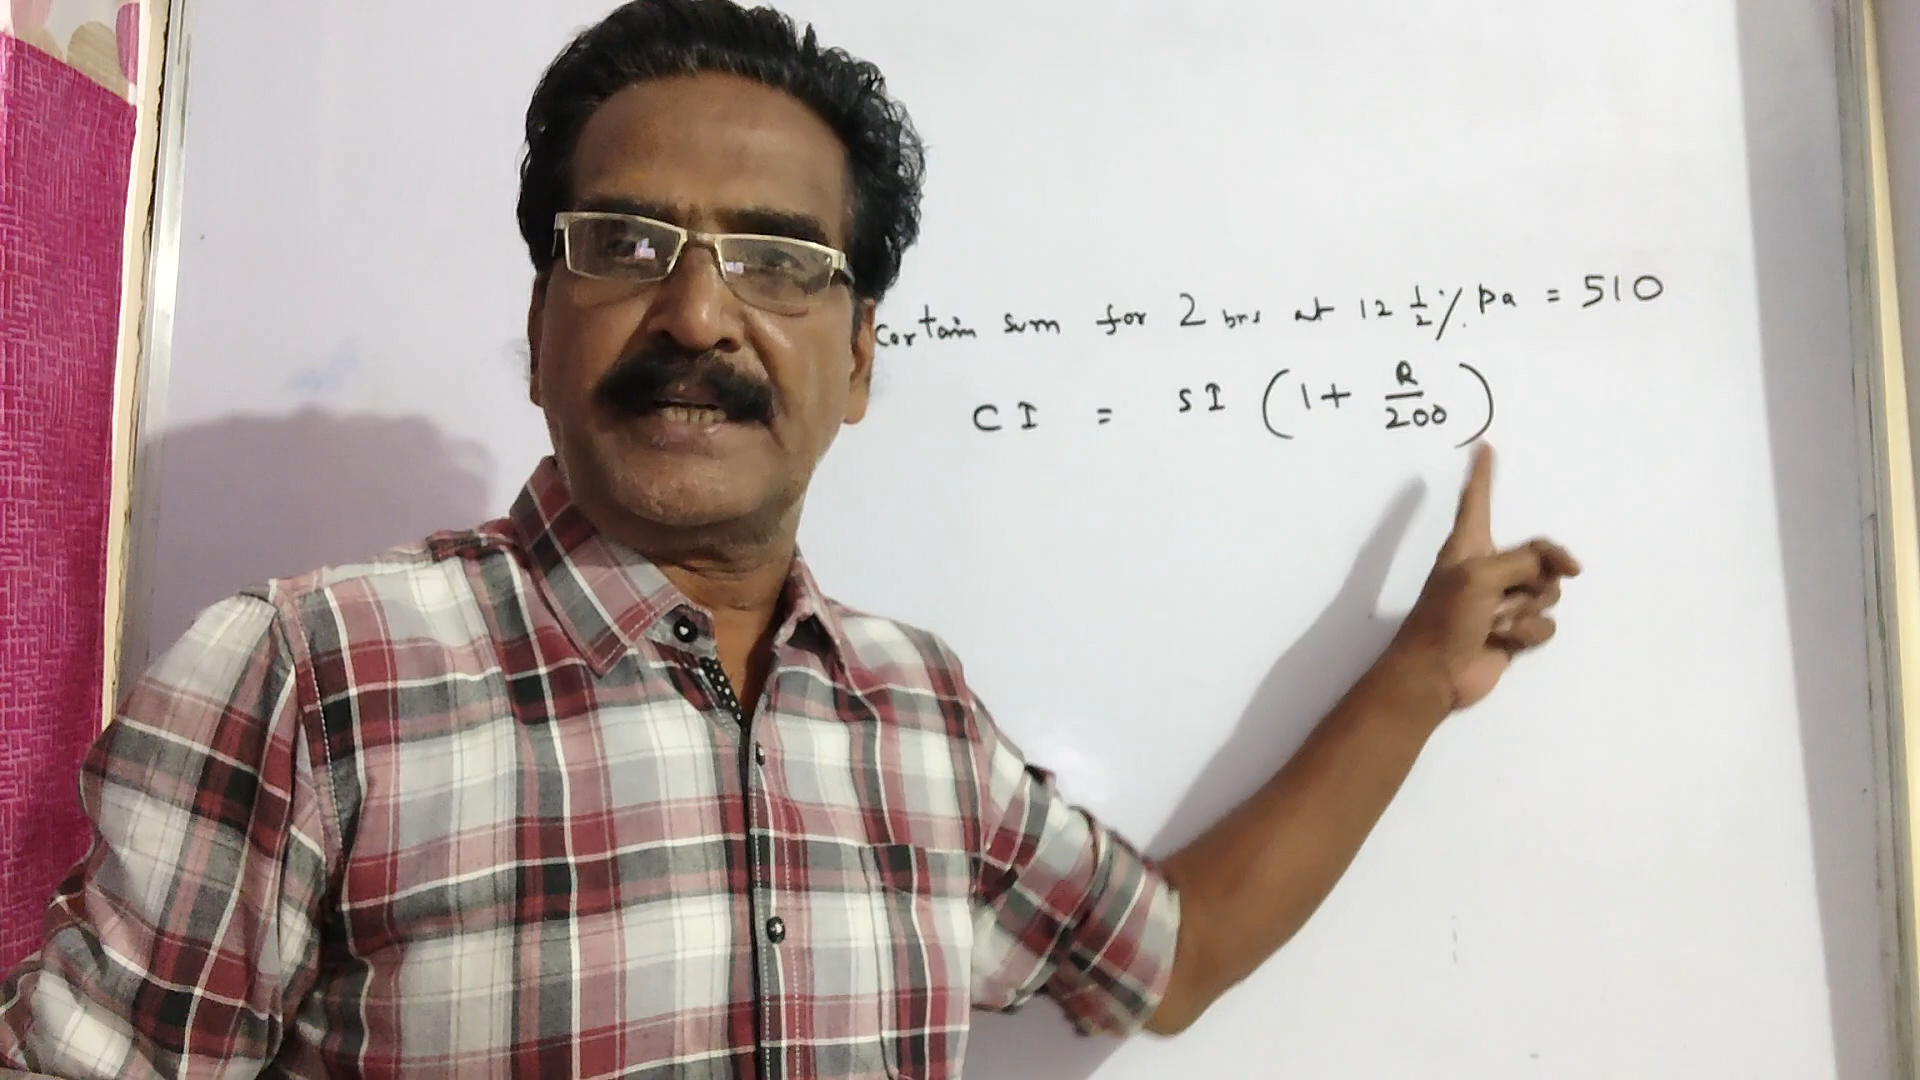 certain sum for 2 yrs at 12 1/2 % pa = 510
CI = SI (1 + R/200)